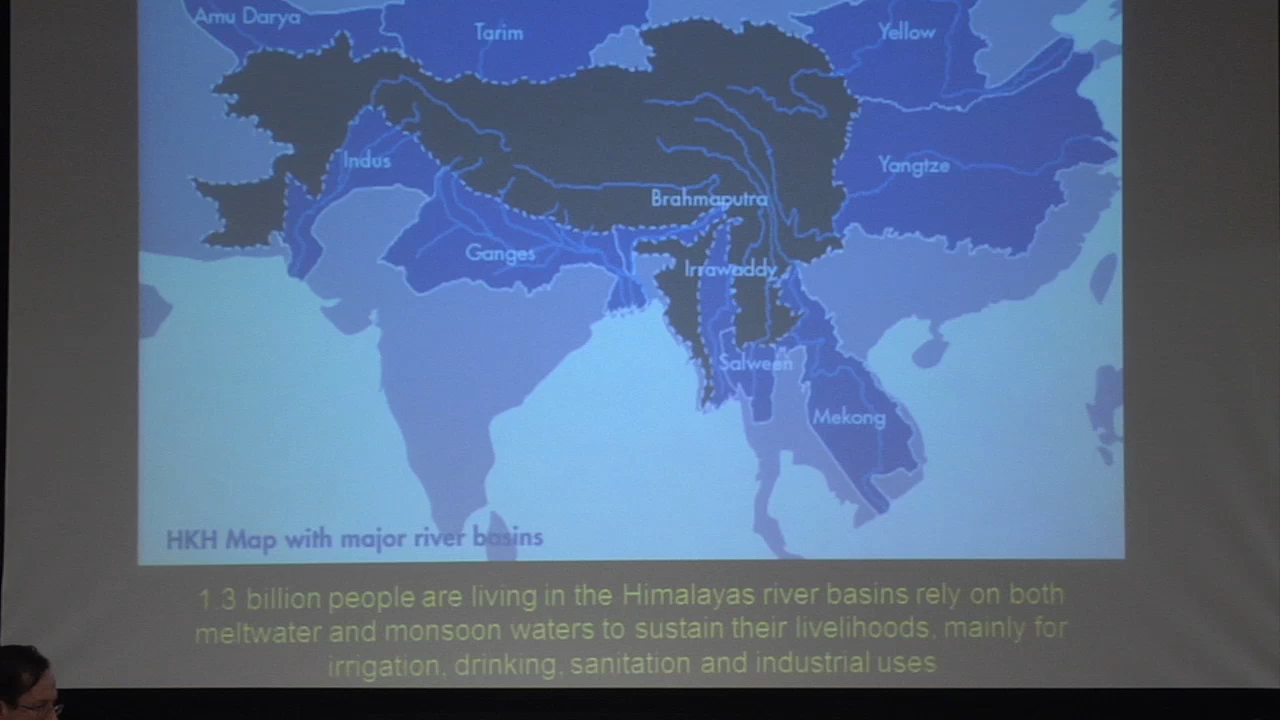 Amu Darya
Tarim
Yellow
Indus
Yangtze
Brahmaputra
Ganges
Irrawaddy
Salween
Mekong
HKH Map with major river basins
1.3 billion people are living in the Himalayas river basins rely on both
meltwater and monsoon waters to sustain their livelihoods, mainly for
irrigation, drinking, sanitation and industrial uses